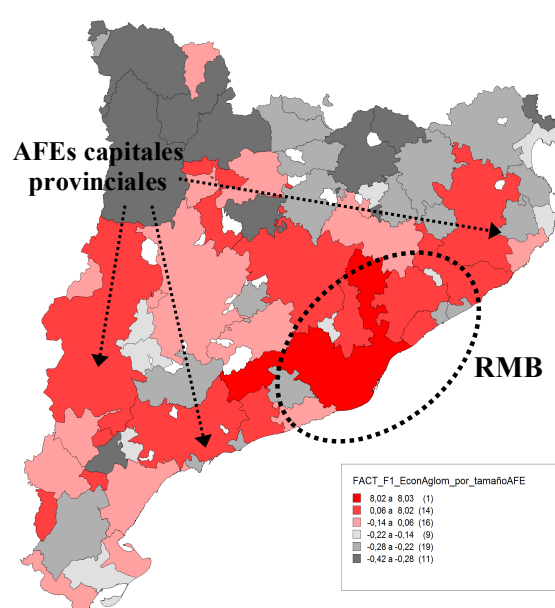 AFEs capitales
provinciales
RMB
FACT_F1_EconAglom_por_tamañoAFE
8,02 a 8,03 (1)
0,06 a 8,02 (14)
-0,14 a 0,06 (16)
-0,22 a -0,14 (9)
-0,28 a -0,22 (19)
-0,42 a -0,28 (11)